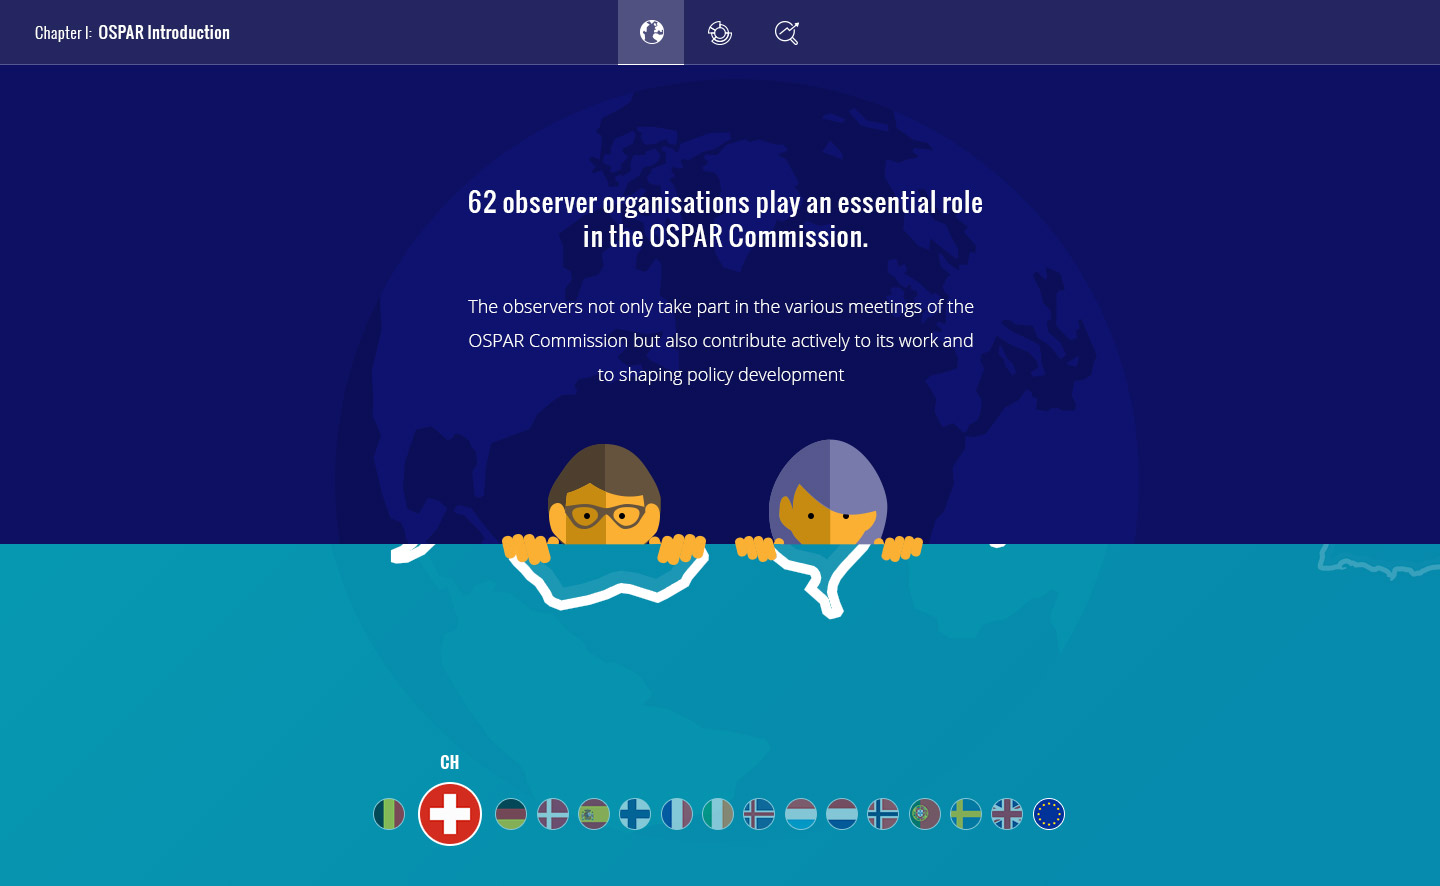 Chapter I: OSPAR Introduction
62 observer organisations play an essential role
in the OSPAR Commission.
The observers not only take part in the various meetings of the
OSPAR Commission but also contribute actively to its work and
to shaping policy development
CH